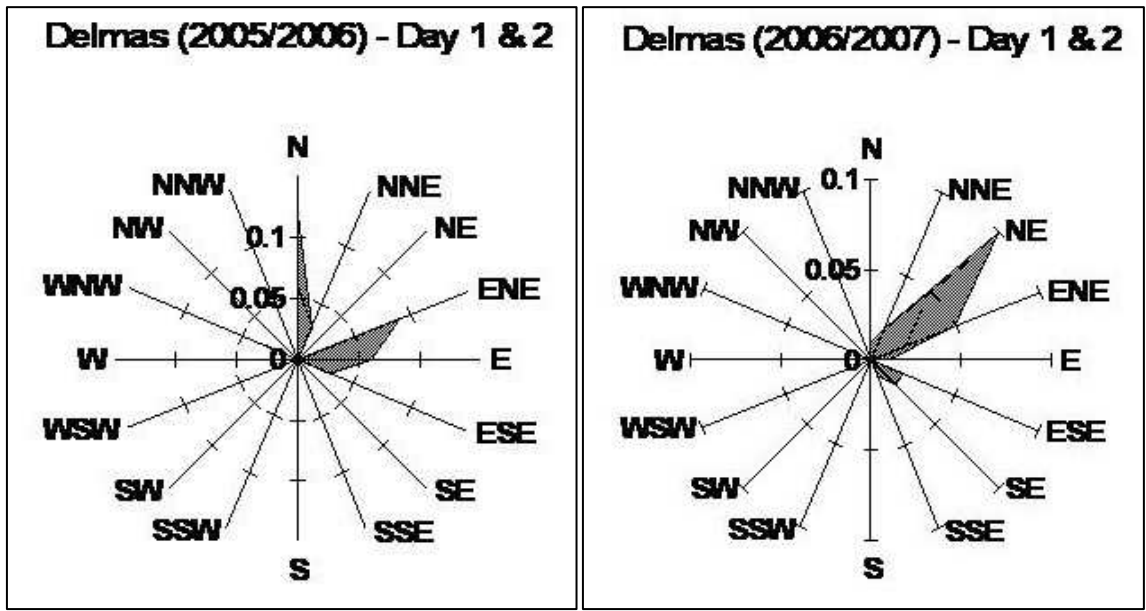 Delmas (2005/2006) - Day 1 & 2
N
NNW
NNE
NW
NE
0.1
WNW
0.05
ENE
W
0
E
WSW
ESE
SW
SE
SSW
SSE
S
Delmas (2006/2007) - Day 1 & 2
N
0.1
NNW
NNE
NW
NE
0.05
WNW
ENE
W
0
E
WSW
ESE
SW
SE
SSW
SSE
S